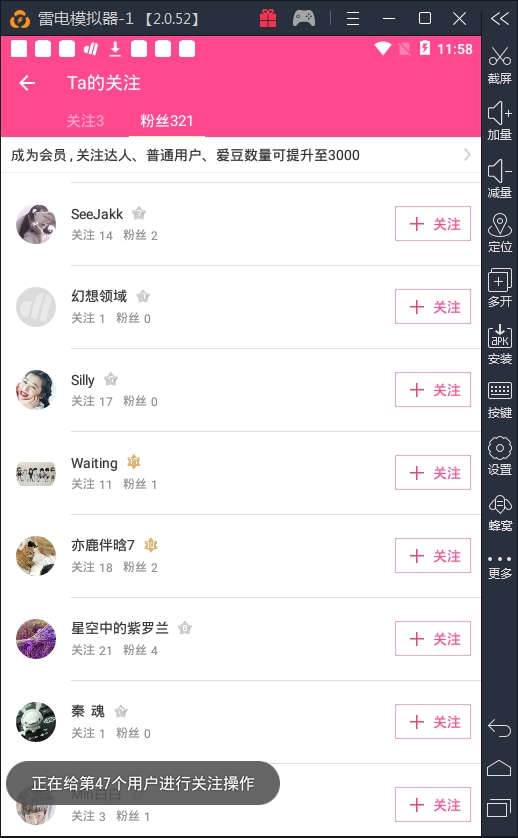 雷电模拟器-1 【2.0.52】
11:58
Ta的关注
关注3 粉丝321
成为会员 , 关注达人、普通用户、爱豆数量可提升至3000
SeeJakk
关注 14 粉丝 2
关注
幻想领域
关注 1 粉丝 0
关注
Silly
关注 17 粉丝 0
关注
Waiting
关注 11 粉丝 1
关注
亦鹿伴晗7
关注 18 粉丝 2
关注
星空中的紫罗兰
关注 21 粉丝 4
关注
秦 魂
关注 1 粉丝 0
关注
正在给第47个用户进行关注操作
关注 3 粉丝 1
关注
截屏
加量
减量
定位
多开
APK
安装
按键
设置
蜂窝
更多